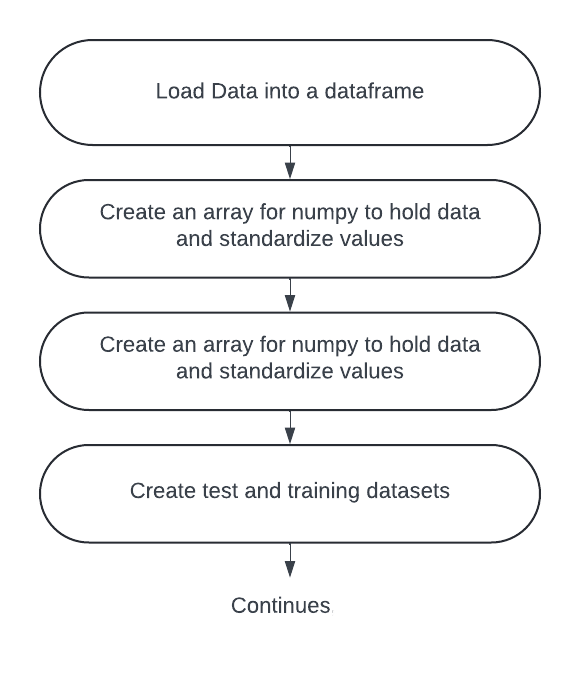 Load Data into a dataframe
Create an array for numpy to hold data
and standardize values
Create an array for numpy to hold data
and standardize values
Create test and training datasets
Continues